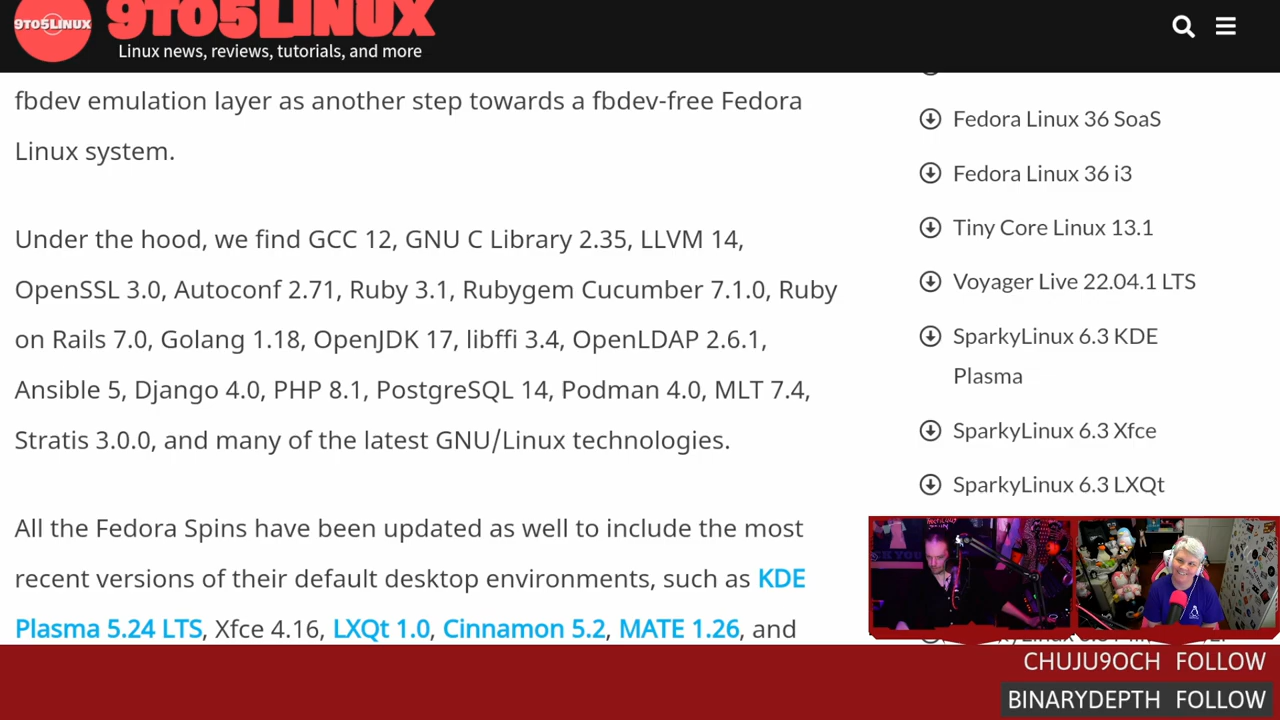 9TO5LINUX
9TO5LINUX
Linux news, reviews, tutorials, and more
fbdev emulation layer as another step towards a fbdev-free Fedora
Linux system.
Under the hood, we find GCC 12, GNU C Library 2.35, LLVM 14,
OpenSSL 3.0, Autoconf 2.71, Ruby 3.1, Rubygem Cucumber 7.1.0, Ruby
on Rails 7.0, Golang 1.18, OpenJDK 17, libffi 3.4, OpenLDAP 2.6.1,
Ansible 5, Django 4.0, PHP 8.1, PostgreSQL 14, Podman 4.0, MLT 7.4,
Stratis 3.0.0, and many of the latest GNU/Linux technologies.
All the Fedora Spins have been updated as well to include the most
recent versions of their default desktop environments, such as KDE
Plasma 5.24 LTS, Xfce 4.16, LXQt 1.0, Cinnamon 5.2, MATE 1.26, and
Fedora Linux 36 SoaS
Fedora Linux 36 i3
Tiny Core Linux 13.1
Voyager Live 22.04.1 LTS
SparkyLinux 6.3 KDE
Plasma
SparkyLinux 6.3 Xfce
SparkyLinux 6.3 LXQt
CHUJU9OCH FOLLOW
BINARYDEPTH FOLLOW